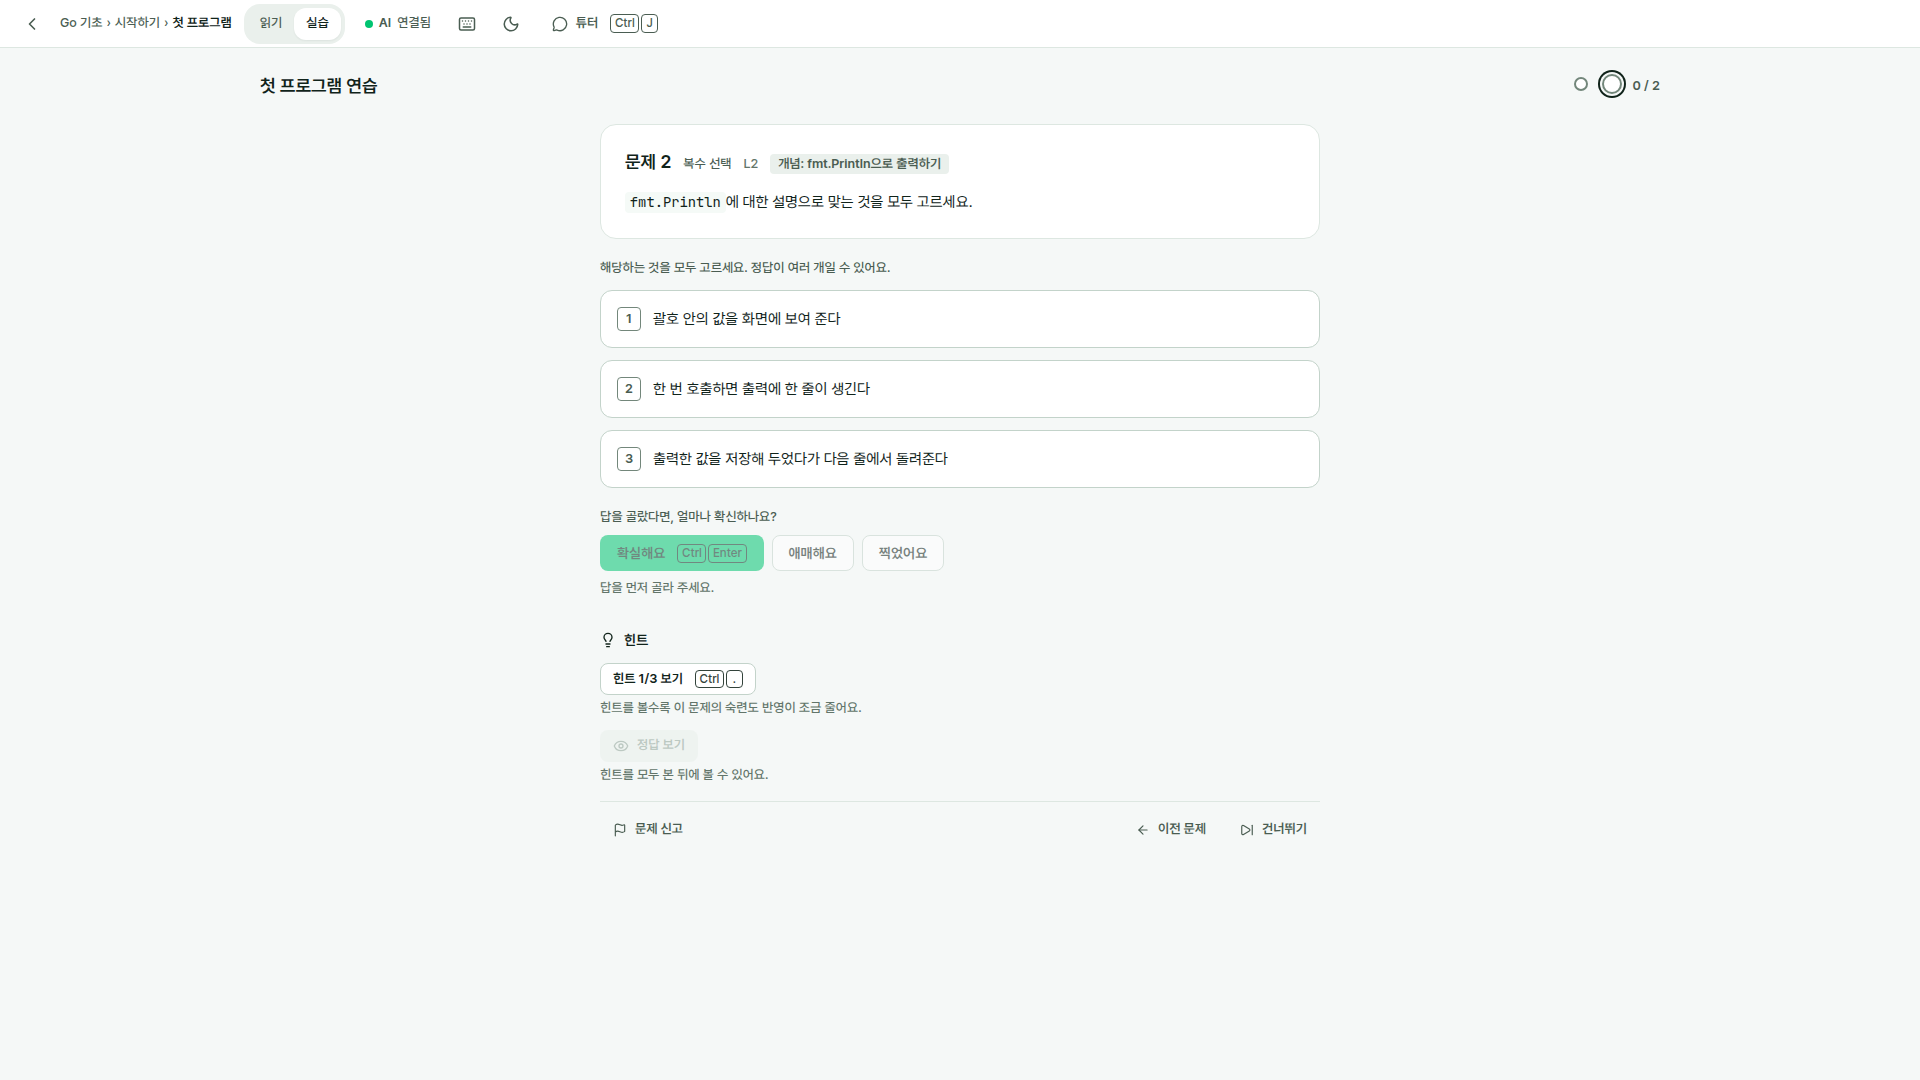 Go 기초 › 시작하기 › 첫 프로그램 읽기 실습 AI 연결됨 튜터 Ctrl J
첫 프로그램 연습 0 / 2
문제 2 복수 선택 L2 개념: fmt.Println으로 출력하기
fmt.Println에 대한 설명으로 맞는 것을 모두 고르세요.
해당하는 것을 모두 고르세요. 정답이 여러 개일 수 있어요.
1 괄호 안의 값을 화면에 보여 준다
2 한 번 호출하면 출력에 한 줄이 생긴다
3 출력한 값을 저장해 두었다가 다음 줄에서 돌려준다
답을 골랐다면, 얼마나 확신하나요?
확실해요 Ctrl Enter 애매해요 찍었어요
답을 먼저 골라 주세요.
힌트
힌트 1/3 보기 Ctrl .
힌트를 볼수록 이 문제의 숙련도 반영이 조금 줄어요.
정답 보기
힌트를 모두 본 뒤에 볼 수 있어요.
문제 신고 이전 문제 건너뛰기